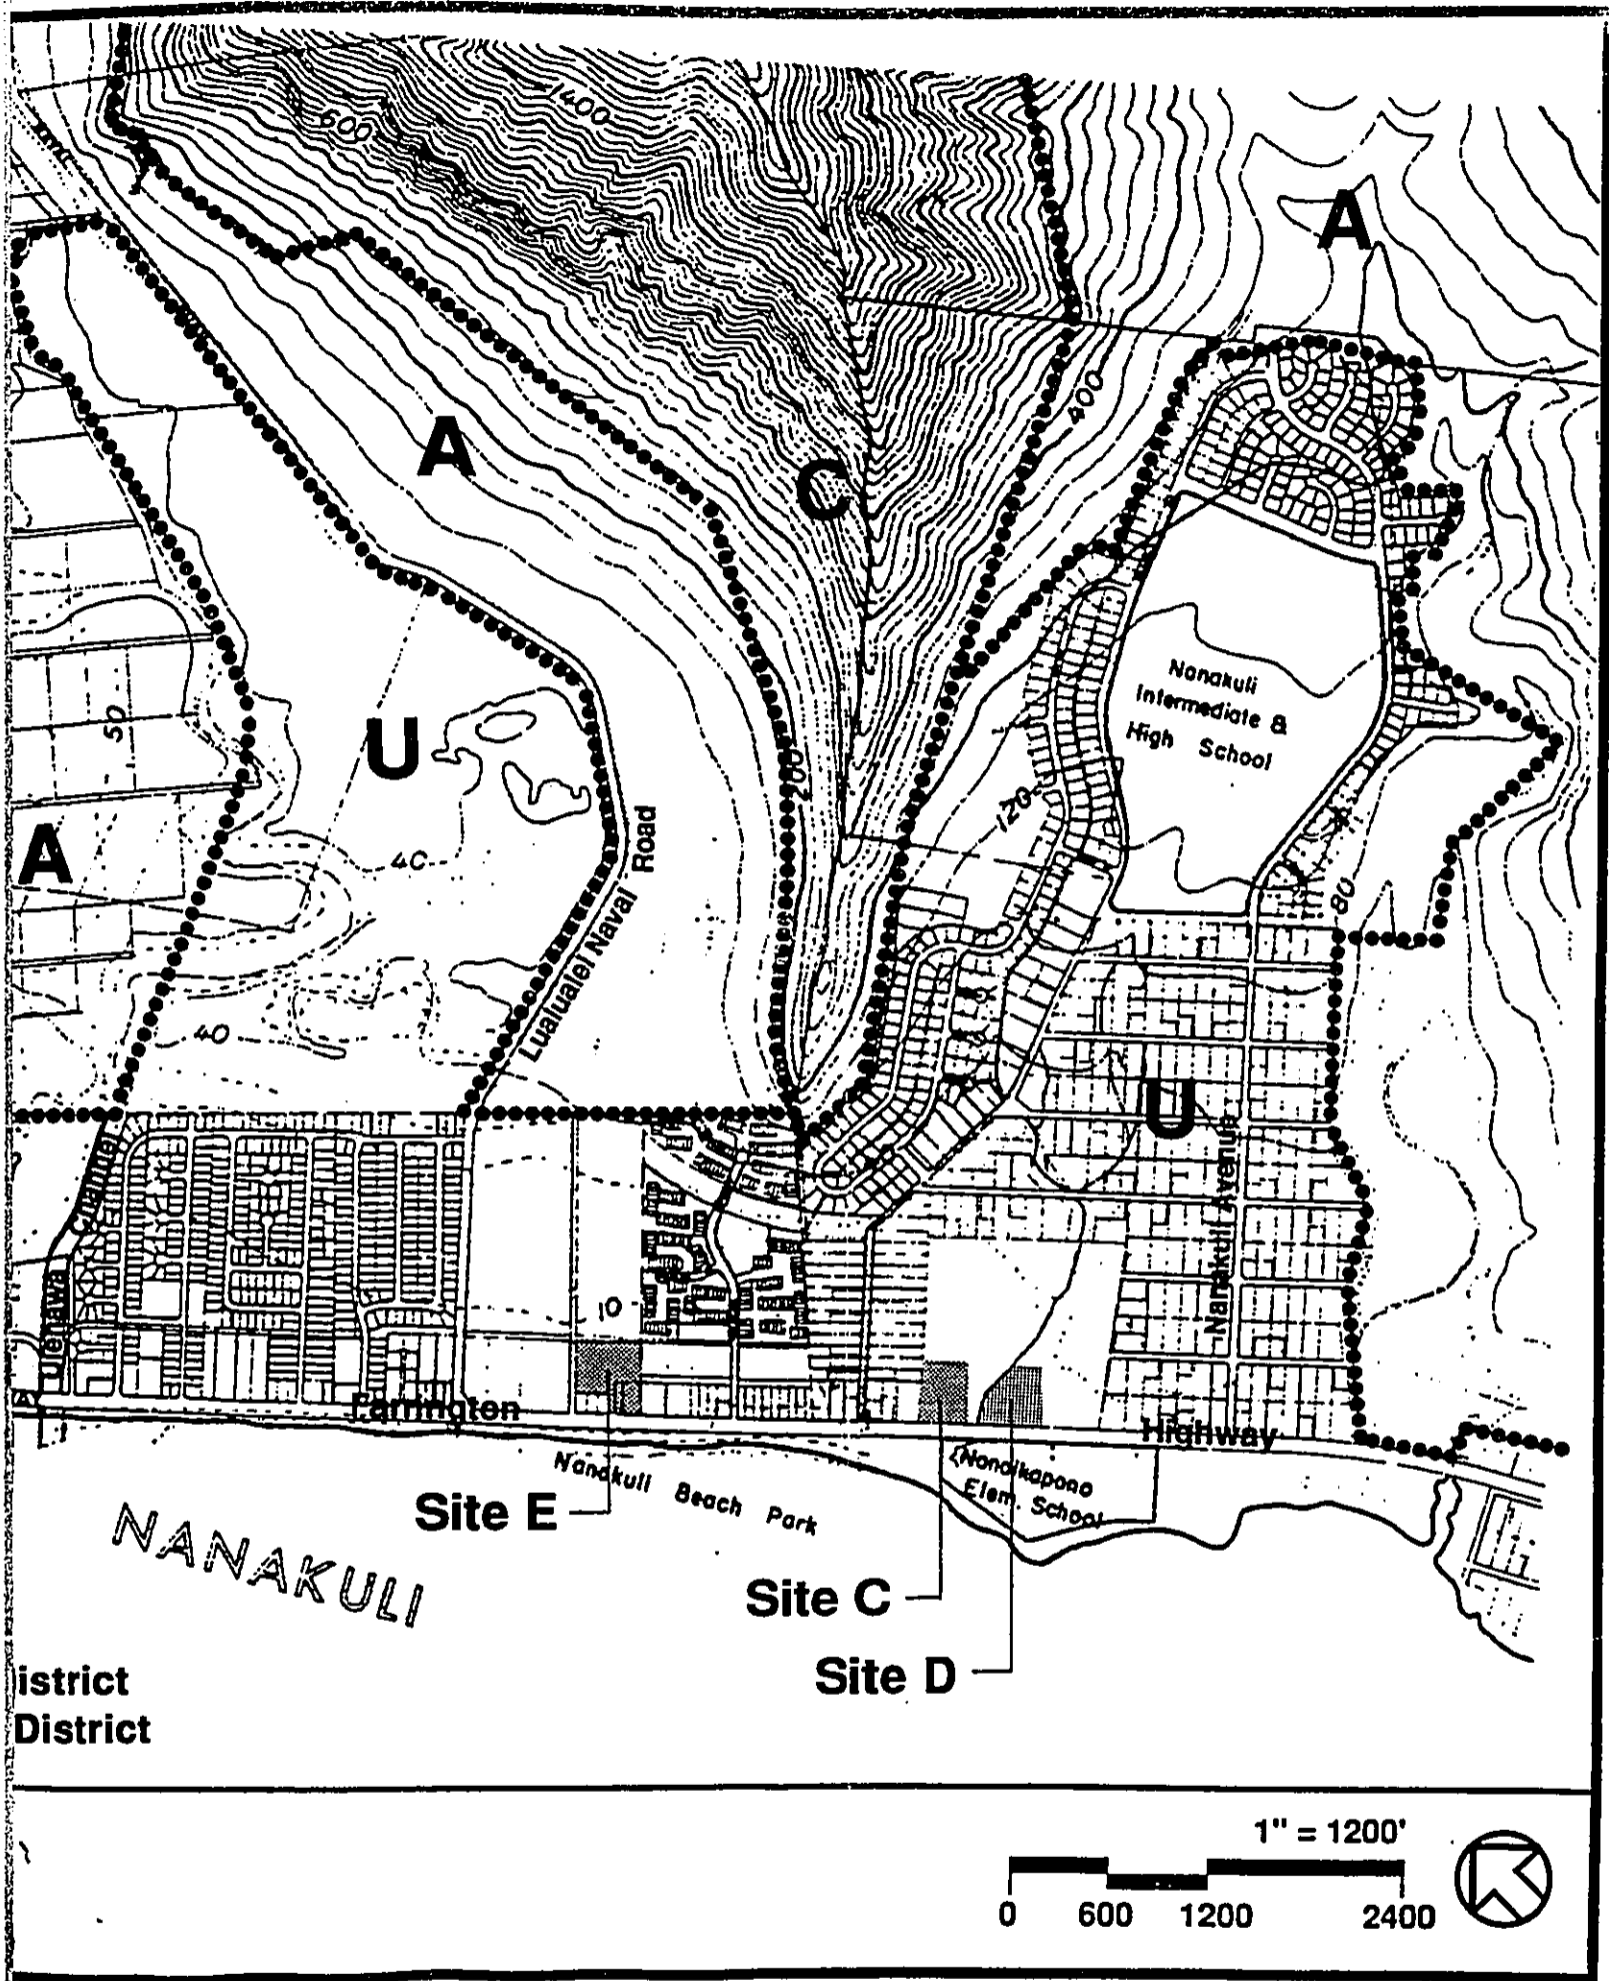 600
1400
A
400
A
C
Nanakuli
Intermediate &
High School
50
U
200
120
A
40
Lualualei Naval Road
80
40
U
Channel
Nanakuli Avenue
Ulehawa
10
Farrington
Highway
Nanakuli Beach Park
Nanaikapono
Elem. School
Site E
NANAKULI
Site C
Site D
istrict
District
1" = 1200'
0 600 1200 2400